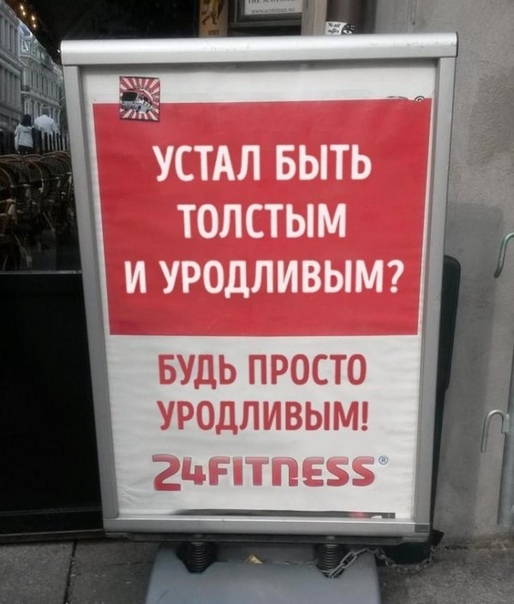 УСТАЛ БЫТЬ
ТОЛСТЫМ
И УРОДЛИВЫМ?
БУДЬ ПРОСТО
УРОДЛИВЫМ!
24FITNESS®